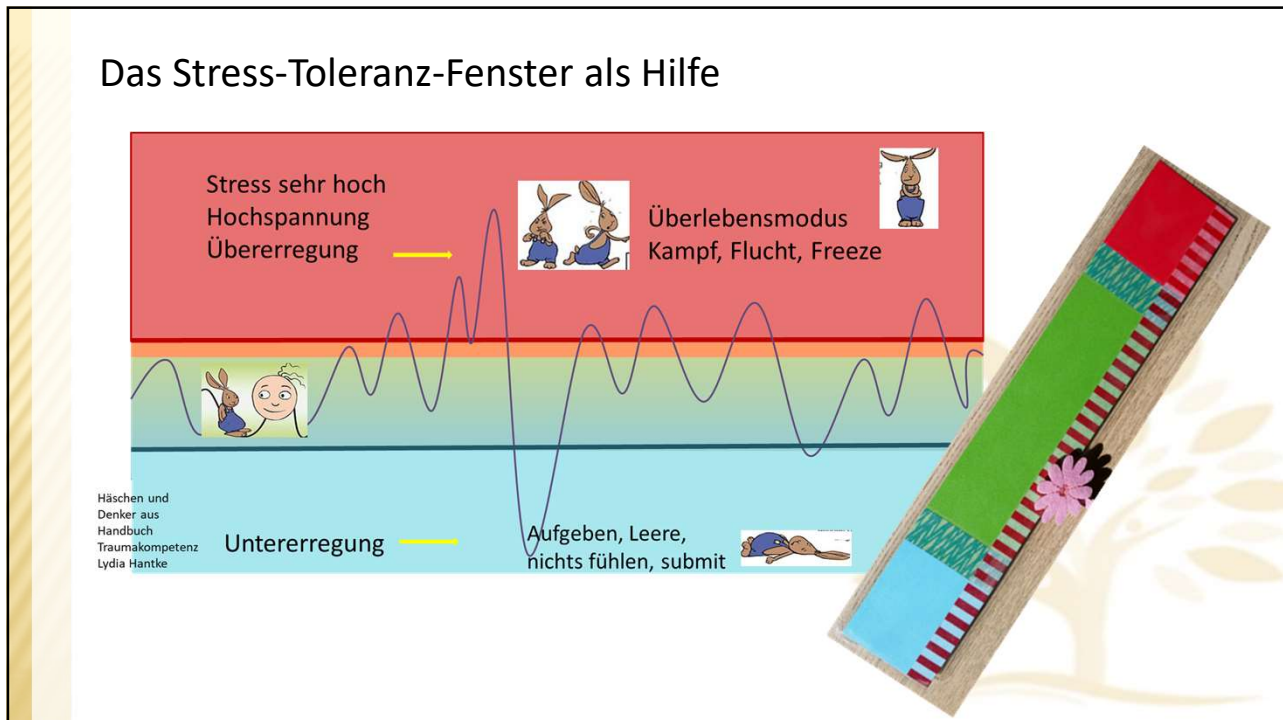 Das Stress-Toleranz-Fenster als Hilfe
Stress sehr hoch
Hochspannung
Übererregung
Überlebensmodus
Kampf, Flucht, Freeze
Häschen und
Denker aus
Handbuch
Traumakompetenz
Lydia Hantke
Untererregung
Aufgeben, Leere,
nichts fühlen, submit